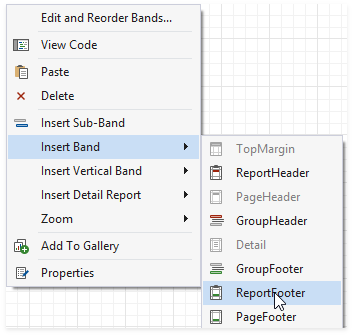 Edit and Reorder Bands...
View Code
Paste
Delete
Insert Sub-Band
Insert Band
Insert Vertical Band
Insert Detail Report
Zoom
Add To Gallery
Properties
TopMargin
ReportHeader
PageHeader
GroupHeader
Detail
GroupFooter
ReportFooter
PageFooter